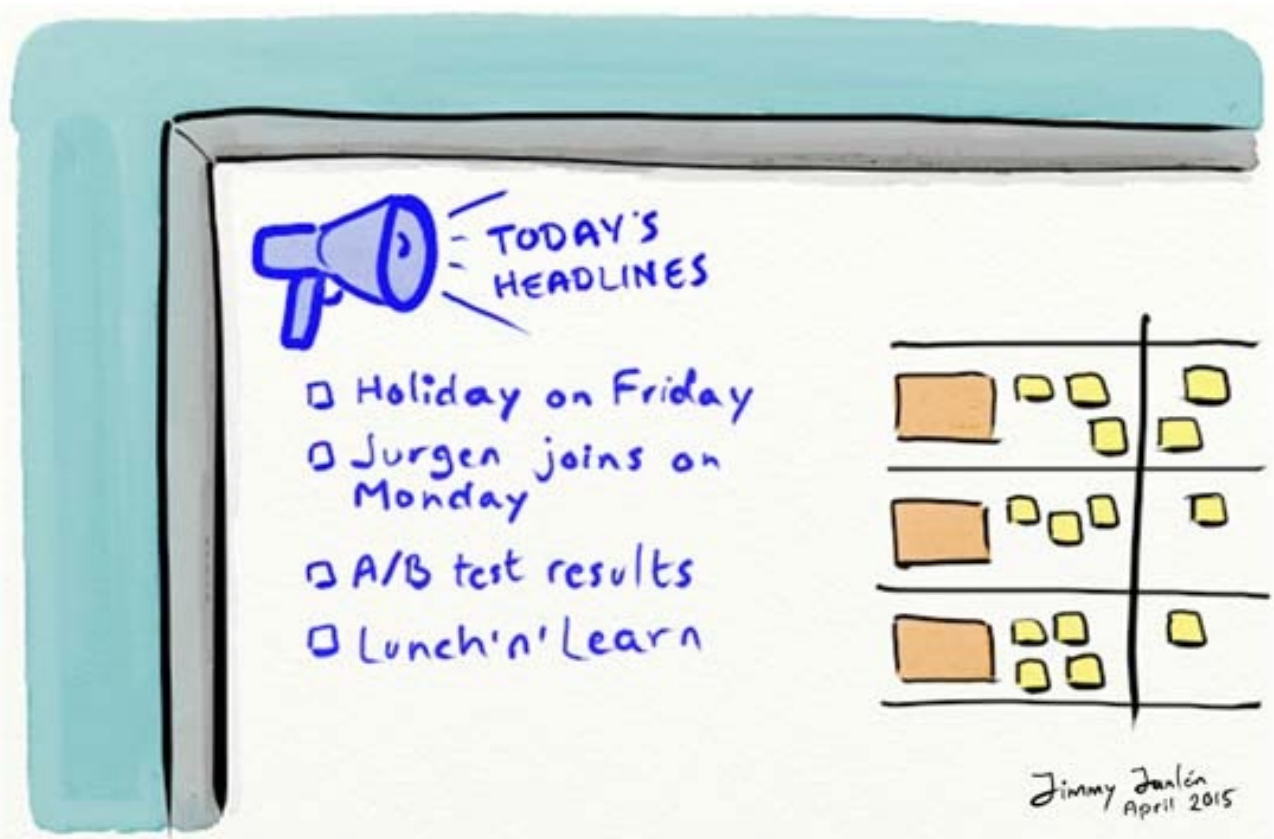 TODAY'S
HEADLINES
Holiday on Friday
Jurgen joins on
Monday
A/B test results
Lunch'n'Learn
Jimmy Janlén
April 2015